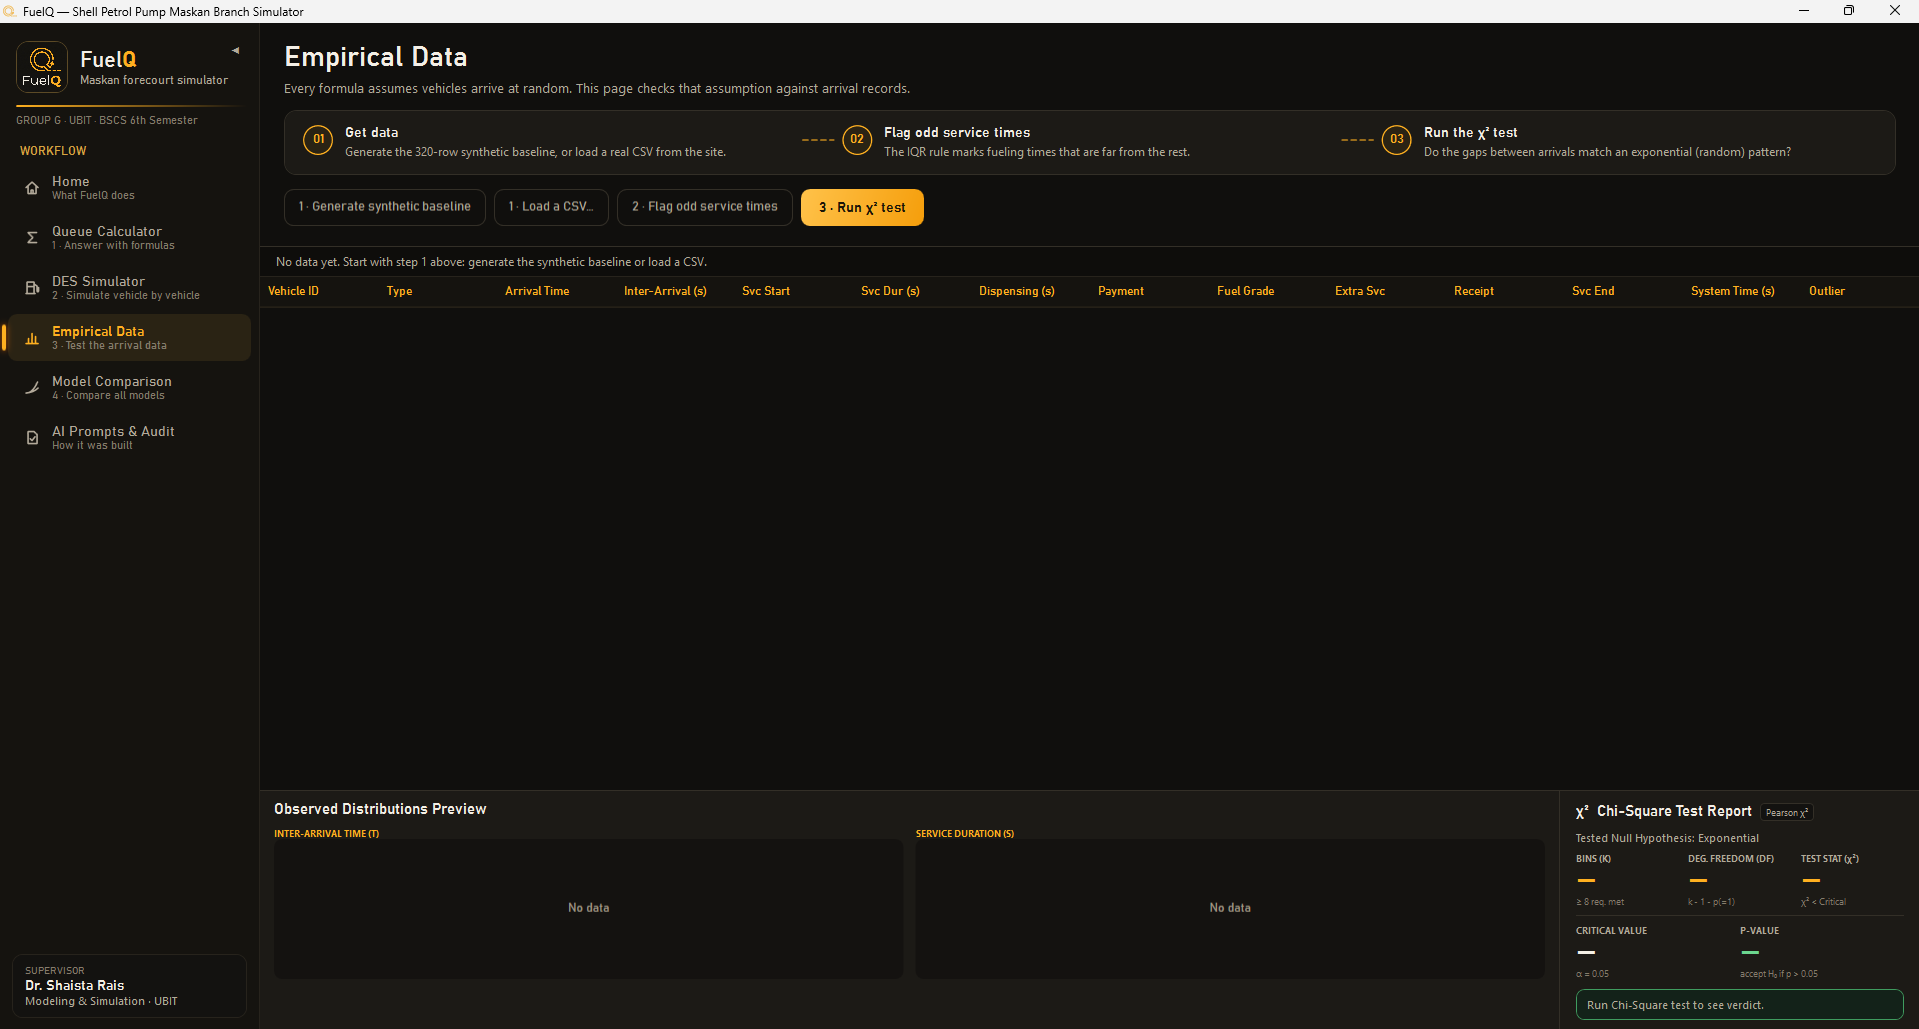 FuelQ — Shell Petrol Pump Maskan Branch Simulator
FuelQ
FuelQ
Maskan forecourt simulator
GROUP G · UBIT · BSCS 6th Semester
WORKFLOW
Home
What FuelQ does
Queue Calculator
1 · Answer with formulas
DES Simulator
2 · Simulate vehicle by vehicle
Empirical Data
3 · Test the arrival data
Model Comparison
4 · Compare all models
AI Prompts & Audit
How it was built
SUPERVISOR
Dr. Shaista Rais
Modeling & Simulation · UBIT
Empirical Data
Every formula assumes vehicles arrive at random. This page checks that assumption against arrival records.
01
Get data
Generate the 320-row synthetic baseline, or load a real CSV from the site.
02
Flag odd service times
The IQR rule marks fueling times that are far from the rest.
03
Run the χ² test
Do the gaps between arrivals match an exponential (random) pattern?
1 · Generate synthetic baseline
1 · Load a CSV...
2 · Flag odd service times
3 · Run χ² test
No data yet. Start with step 1 above: generate the synthetic baseline or load a CSV.
Vehicle ID Type Arrival Time Inter-Arrival (s) Svc Start Svc Dur (s) Dispensing (s) Payment Fuel Grade Extra Svc Receipt Svc End System Time (s) Outlier
Observed Distributions Preview
INTER-ARRIVAL TIME (T)
No data
SERVICE DURATION (S)
No data
χ² Chi-Square Test Report Pearson χ²
Tested Null Hypothesis: Exponential
BINS (K) DEG. FREEDOM (DF) TEST STAT (χ²)
— — —
≥ 8 req. met k - 1 - p(=1) χ² < Critical
CRITICAL VALUE P-VALUE
— —
α = 0.05 accept H₀ if p > 0.05
Run Chi-Square test to see verdict.